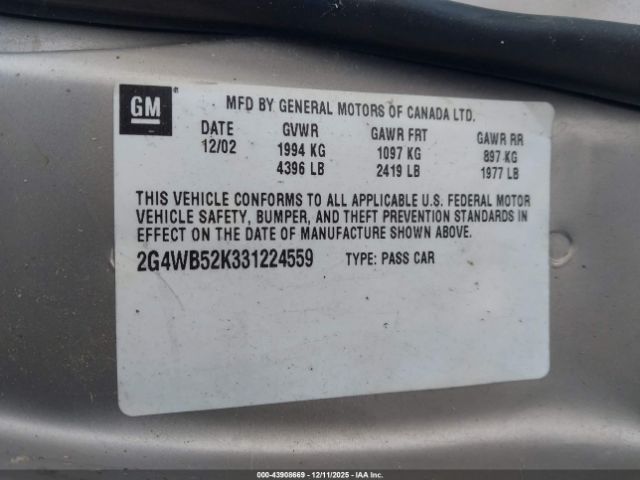 GM
MFD BY GENERAL MOTORS OF CANADA LTD.
DATE GVWR GAWR FRT GAWR RR
12/02 1994 KG 1097 KG 897 KG
4396 LB 2419 LB 1977 LB
THIS VEHICLE CONFORMS TO ALL APPLICABLE U.S. FEDERAL MOTOR
VEHICLE SAFETY, BUMPER, AND THEFT PREVENTION STANDARDS IN
EFFECT ON THE DATE OF MANUFACTURE SHOWN ABOVE.
2G4WB52K331224559 TYPE: PASS CAR
000-43908669 - 12/11/2025 - IAA, Inc.